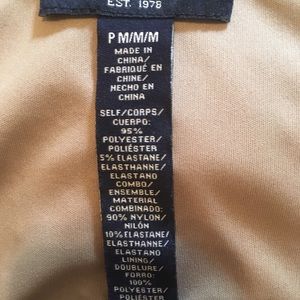 EST. 1978
P M/M/M
MADE IN
CHINA/
FABRIQUÉ EN
CHINE/
HECHO EN
CHINA
SELF/CORPS/
CUERPO:
95%
POLYESTER/
POLIÉSTER
5% ELASTANE/
ELASTHANNE/
ELASTANO
COMBO/
ENSEMBLE/
MATERIAL
COMBINADO:
90% NYLON/
NILÓN
10% ELASTANE/
ELASTHANNE/
ELASTANO
LINING/
DOUBLURE/
FORRO:
100%
POLYESTER/
POLIÉSTER